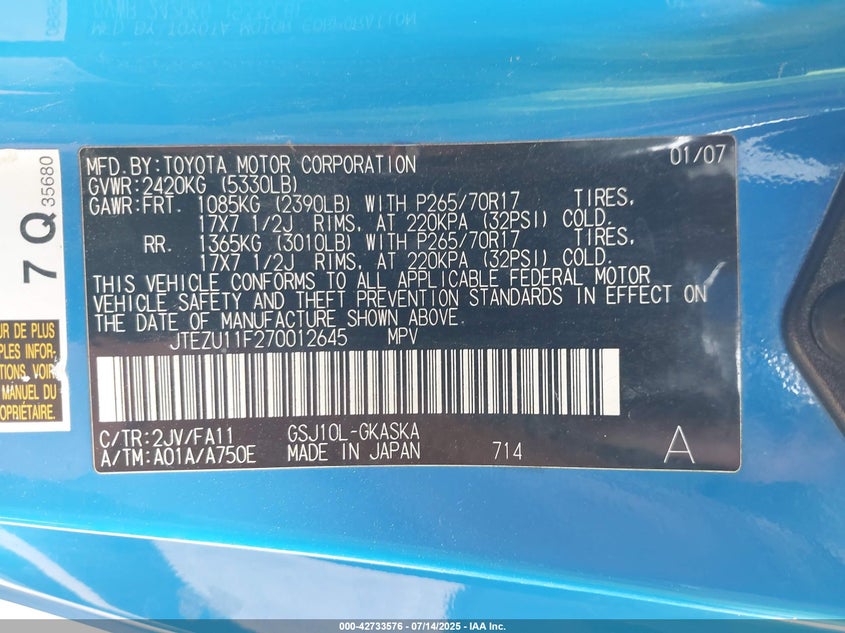 MFD.BY:TOYOTA MOTOR CORPORATION 01/07
GVWR:2420KG (5330LB)
GAWR:FRT. 1085KG (2390LB) WITH P265/70R17 TIRES,
17X7 1/2J RIMS, AT 220KPA (32PSI) COLD.
RR. 1365KG (3010LB) WITH P265/70R17 TIRES,
17X7 1/2J RIMS, AT 220KPA (32PSI) COLD.
THIS VEHICLE CONFORMS TO ALL APPLICABLE FEDERAL MOTOR
VEHICLE SAFETY AND THEFT PREVENTION STANDARDS IN EFFECT ON
THE DATE OF MANUFACTURE SHOWN ABOVE.
JTEZU11F270012645 MPV
C/TR:2JV/FA11 GSJ10L-GKASKA
A/TM:A01A/A750E MADE IN JAPAN 714 A
7 Q 35680
UR DE PLUS
PLES INFOR-
TIONS, VOIR
MANUEL DU
PROPIÉTAIRE.
000-42733576 / 07/14/2025 - IAA Inc.